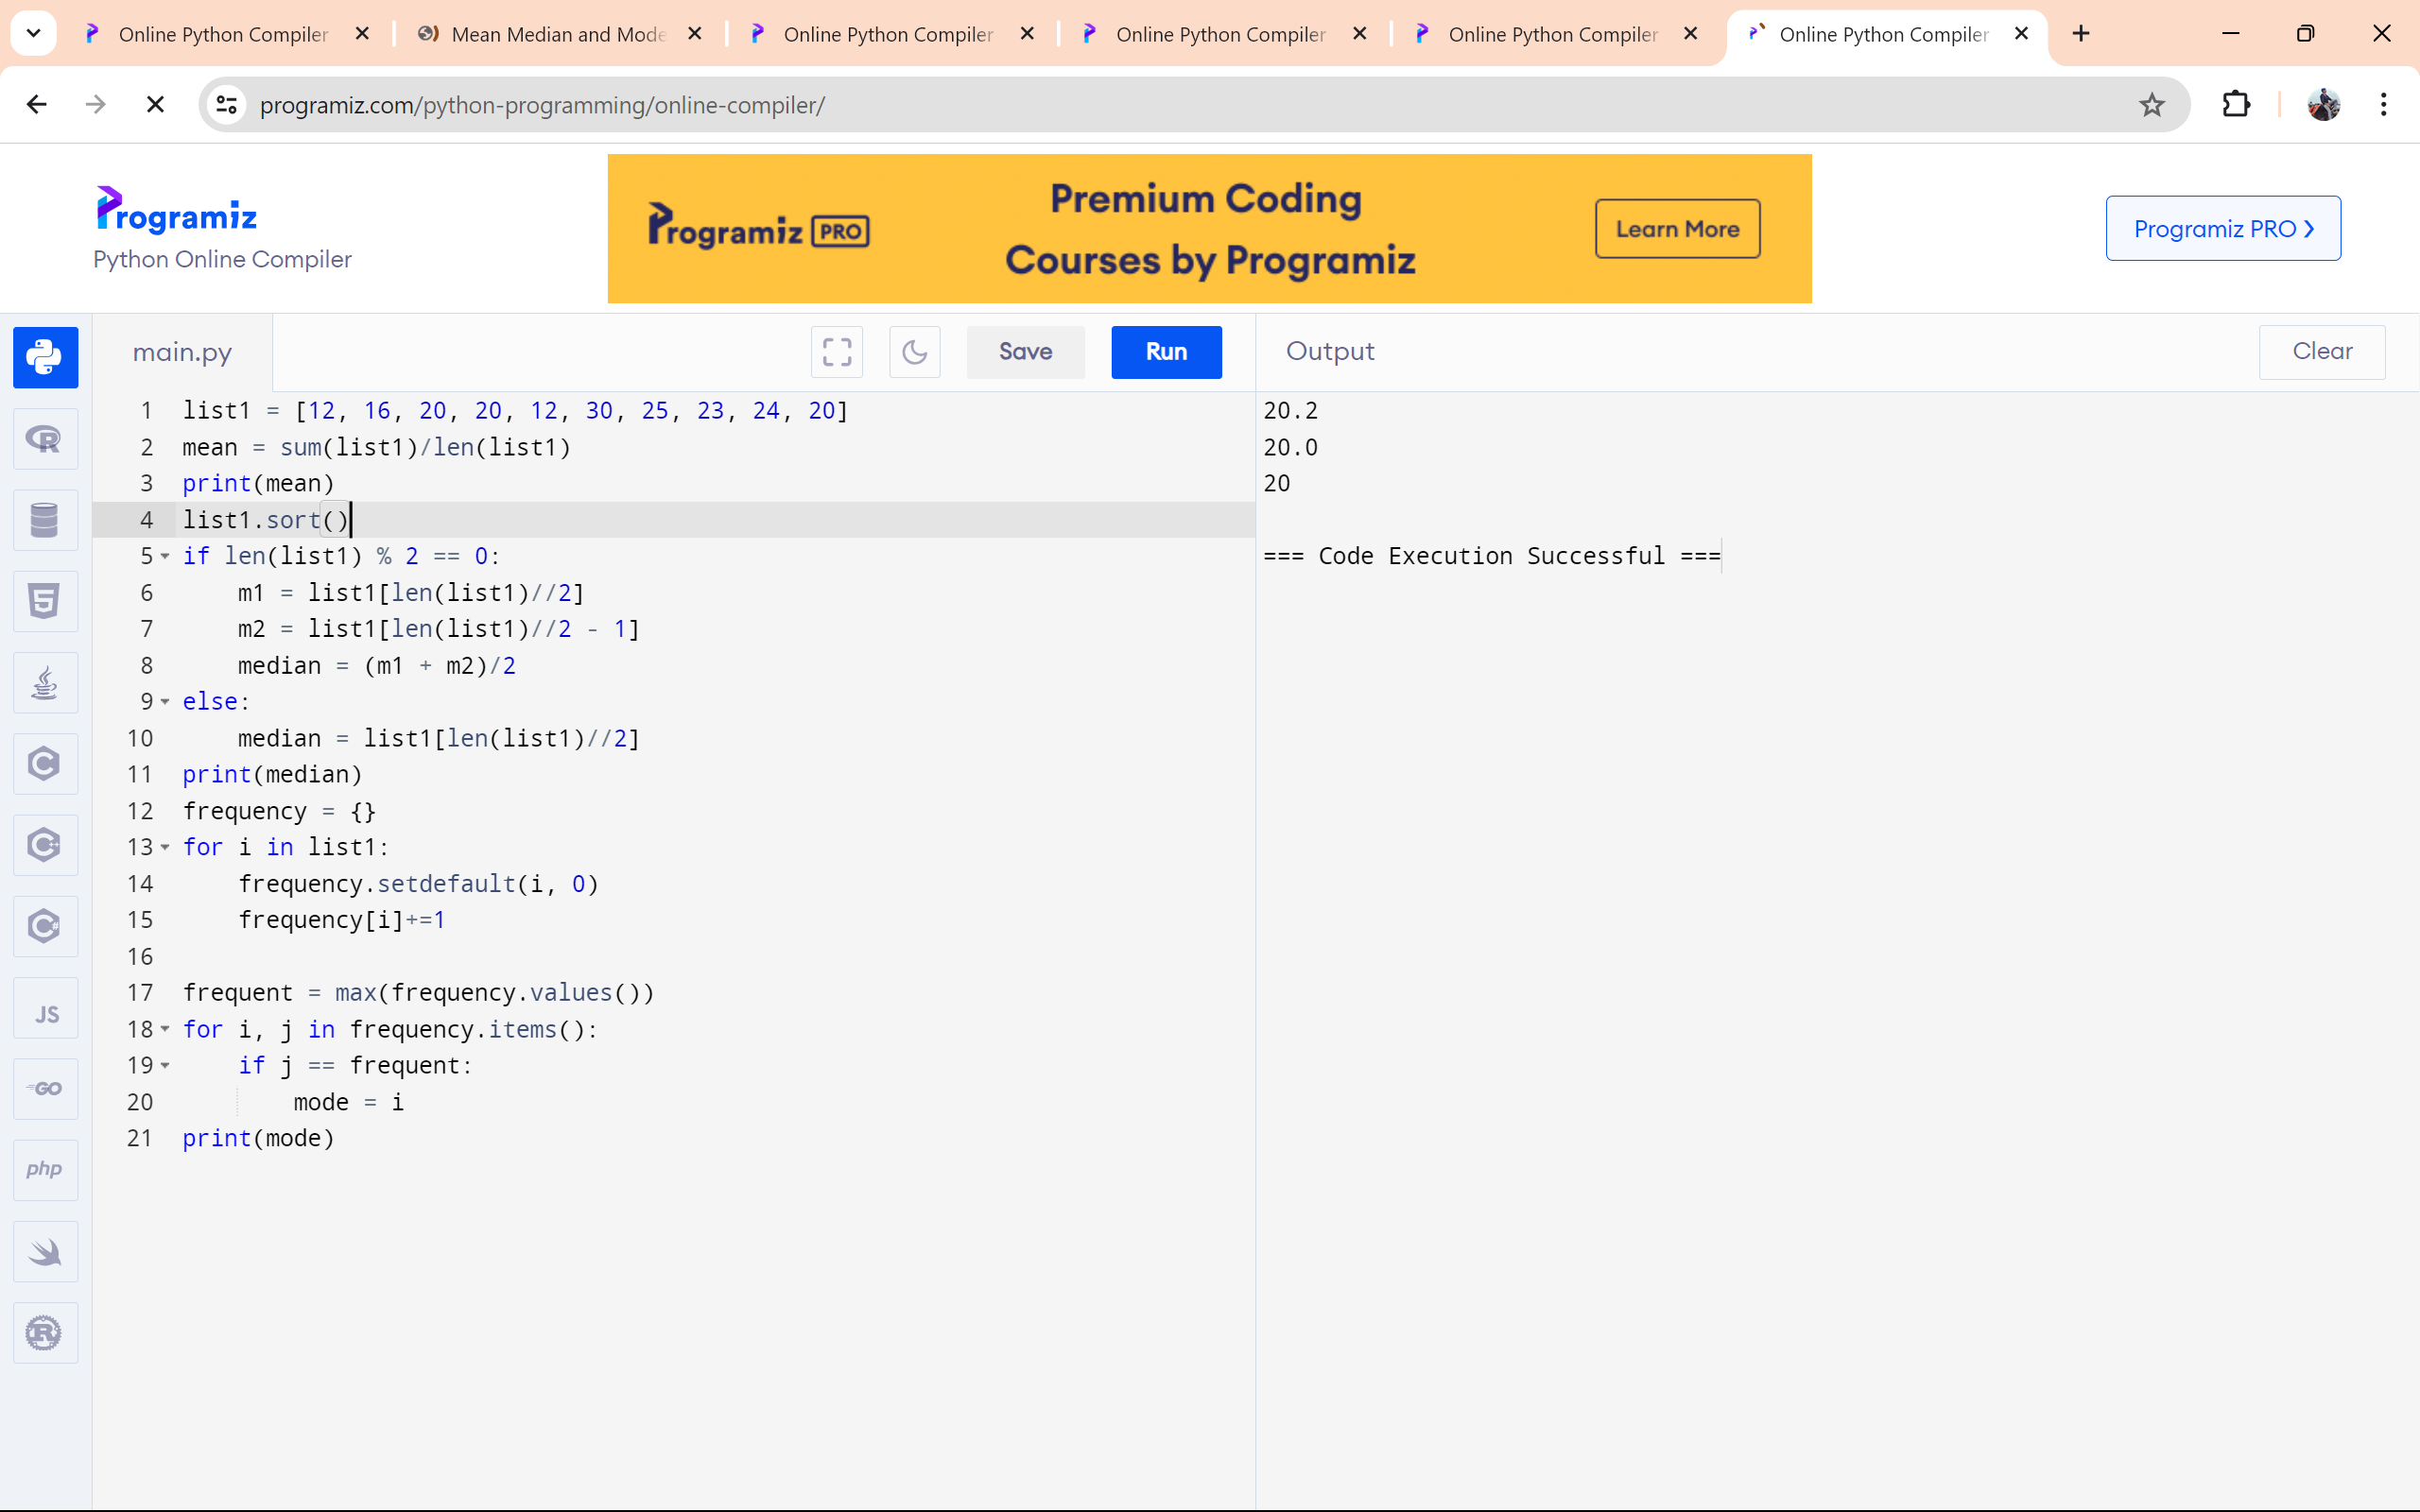 Online Python Compiler
Mean Median and Mode
Online Python Compiler
Online Python Compiler
Online Python Compiler
Online Python Compiler
programiz.com/python-programming/online-compiler/
Programiz
Python Online Compiler
Programiz PRO
Premium Coding
Courses by Programiz
Learn More
Programiz PRO
main.py
Save
Run
Output
Clear
1 list1 = [12, 16, 20, 20, 12, 30, 25, 23, 24, 20]
2 mean = sum(list1)/len(list1)
3 print(mean)
4 list1.sort()
5 if len(list1) % 2 == 0:
6     m1 = list1[len(list1)//2]
7     m2 = list1[len(list1)//2 - 1]
8     median = (m1 + m2)/2
9 else:
10     median = list1[len(list1)//2]
11 print(median)
12 frequency = {}
13 for i in list1:
14     frequency.setdefault(i, 0)
15     frequency[i]+=1
16
17 frequent = max(frequency.values())
18 for i, j in frequency.items():
19     if j == frequent:
20         mode = i
21 print(mode)
20.2
20.0
20
=== Code Execution Successful ===
R
5
C
C++
C#
JS
GO
php
R